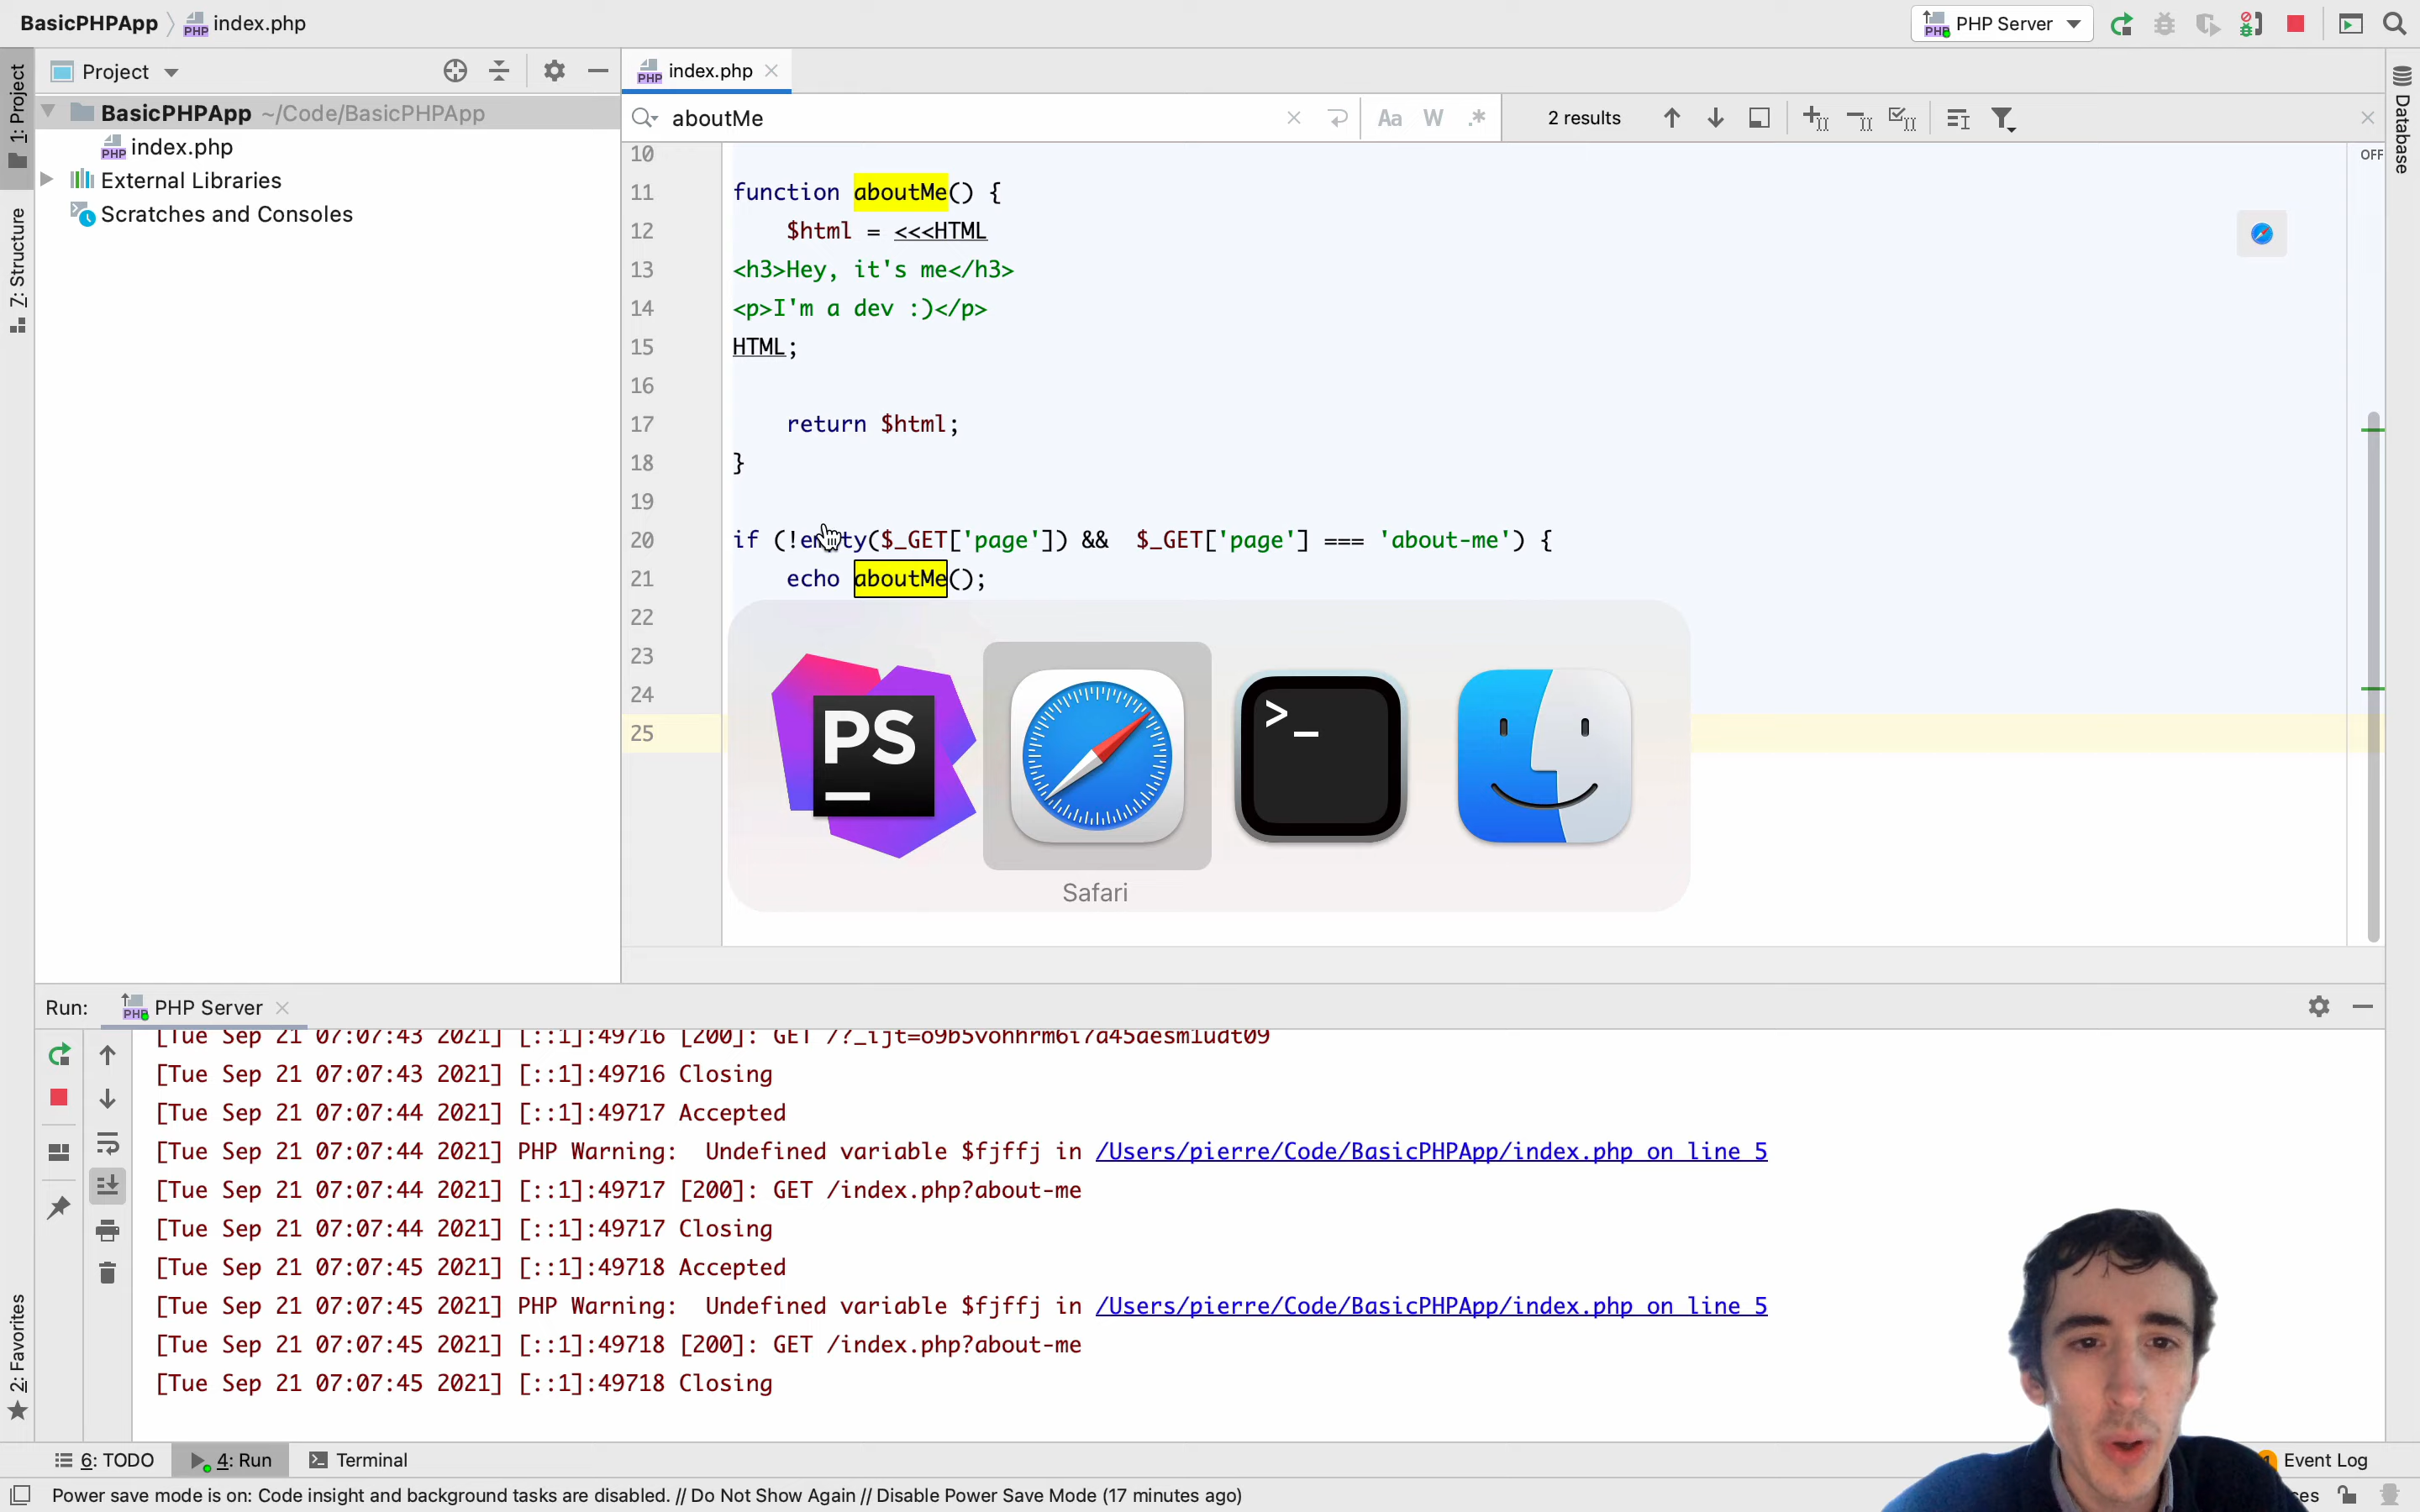 BasicPHPApp index.php
PHP Server
1: Project
Project
index.php
Database
BasicPHPApp ~/Code/BasicPHPApp
index.php
External Libraries
Scratches and Consoles
7: Structure
2: Favorites
aboutMe
Aa W .*
2 results
OFF
10
11 function aboutMe() {
12 $html = <<<HTML
13 <h3>Hey, it's me</h3>
14 <p>I'm a dev :)</p>
15 HTML;
16
17 return $html;
18 }
19
20 if (!empty($_GET['page']) && $_GET['page'] === 'about-me') {
21 echo aboutMe();
22
23
24
25
PS
>_
Safari
Run: PHP Server
[Tue Sep 21 07:07:43 2021] [::1]:49716 [200]: GET
[Tue Sep 21 07:07:43 2021] [::1]:49716 Closing
[Tue Sep 21 07:07:44 2021] [::1]:49717 Accepted
[Tue Sep 21 07:07:44 2021] PHP Warning:  Undefined variable $fjffj in /Users/pierre/Code/BasicPHPApp/index.php on line 5
[Tue Sep 21 07:07:44 2021] [::1]:49717 [200]: GET /index.php?about-me
[Tue Sep 21 07:07:44 2021] [::1]:49717 Closing
[Tue Sep 21 07:07:45 2021] [::1]:49718 Accepted
[Tue Sep 21 07:07:45 2021] PHP Warning:  Undefined variable $fjffj in /Users/pierre/Code/BasicPHPApp/index.php on line 5
[Tue Sep 21 07:07:45 2021] [::1]:49718 [200]: GET /index.php?about-me
[Tue Sep 21 07:07:45 2021] [::1]:49718 Closing
6: TODO 4: Run Terminal
Event Log
Power save mode is on: Code insight and background tasks are disabled. // Do Not Show Again // Disable Power Save Mode (17 minutes ago)